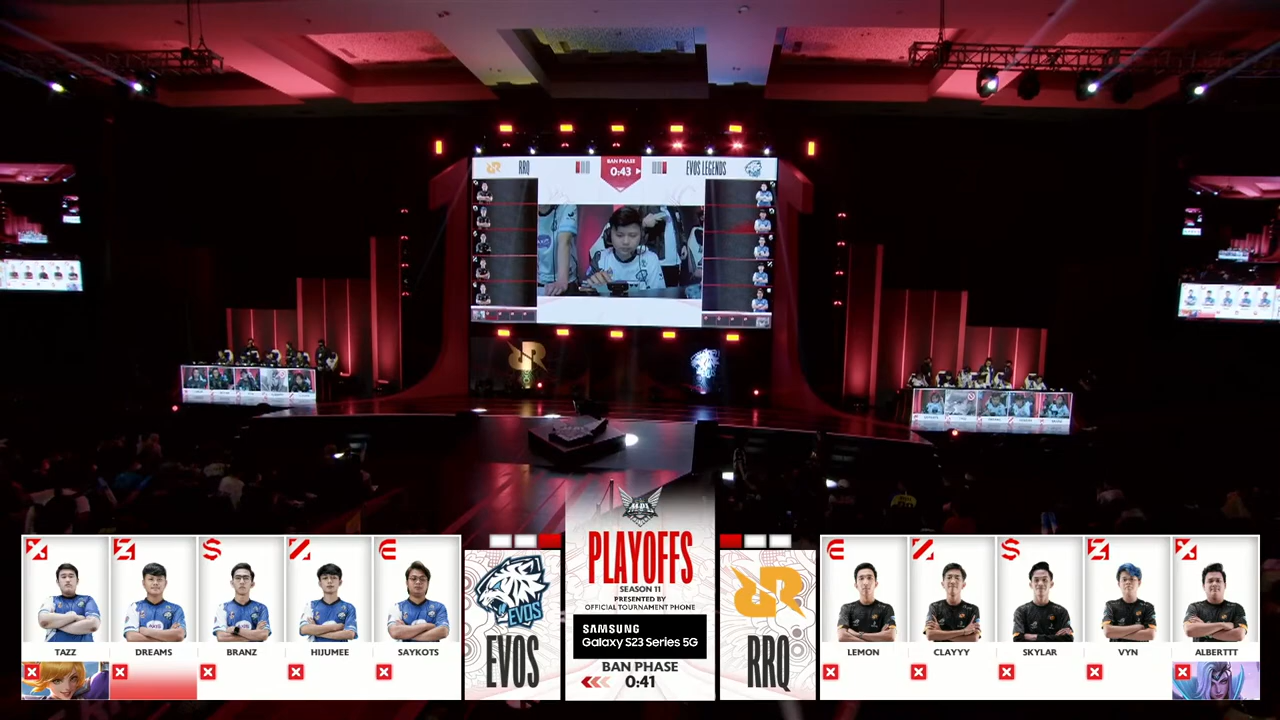 RRQ
BAN PHASE
0:43
EVOS LEGENDS
PLAYOFFS
SEASON 11
PRESENTED BY
OFFICIAL TOURNAMENT PHONE
SAMSUNG
Galaxy S23 Series 5G
BAN PHASE
0:41
TAZZ
DREAMS
BRANZ
HIJUMEE
SAYKOTS
EVOS
EVOS
RRQ
LEMON
CLAYYY
SKYLAR
VYN
ALBERTTT